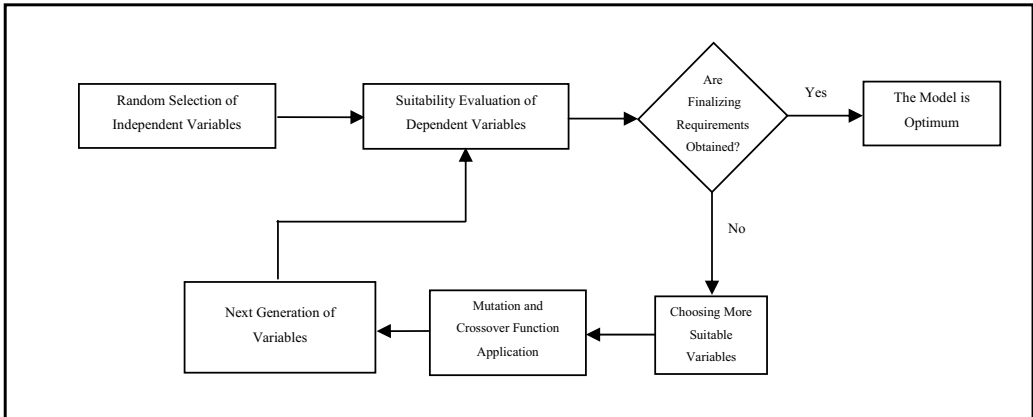 Random Selection of
Independent Variables
Suitability Evaluation of
Dependent Variables
Are
Finalizing
Requirements
Obtained?
Yes
The Model is
Optimum
No
Choosing More
Suitable
Variables
Mutation and
Crossover Function
Application
Next Generation of
Variables